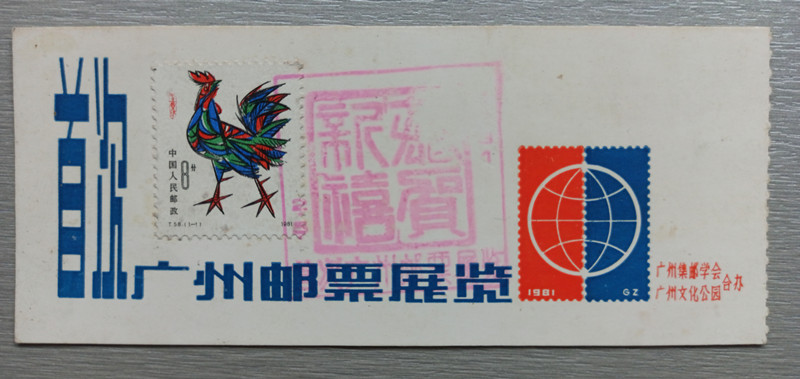 首次
广州邮票展览
中国人民邮政
8分
T.58.(1-1)
1981
恭贺
新禧
1981 GZ
广州集邮学会
广州文化公园
合办